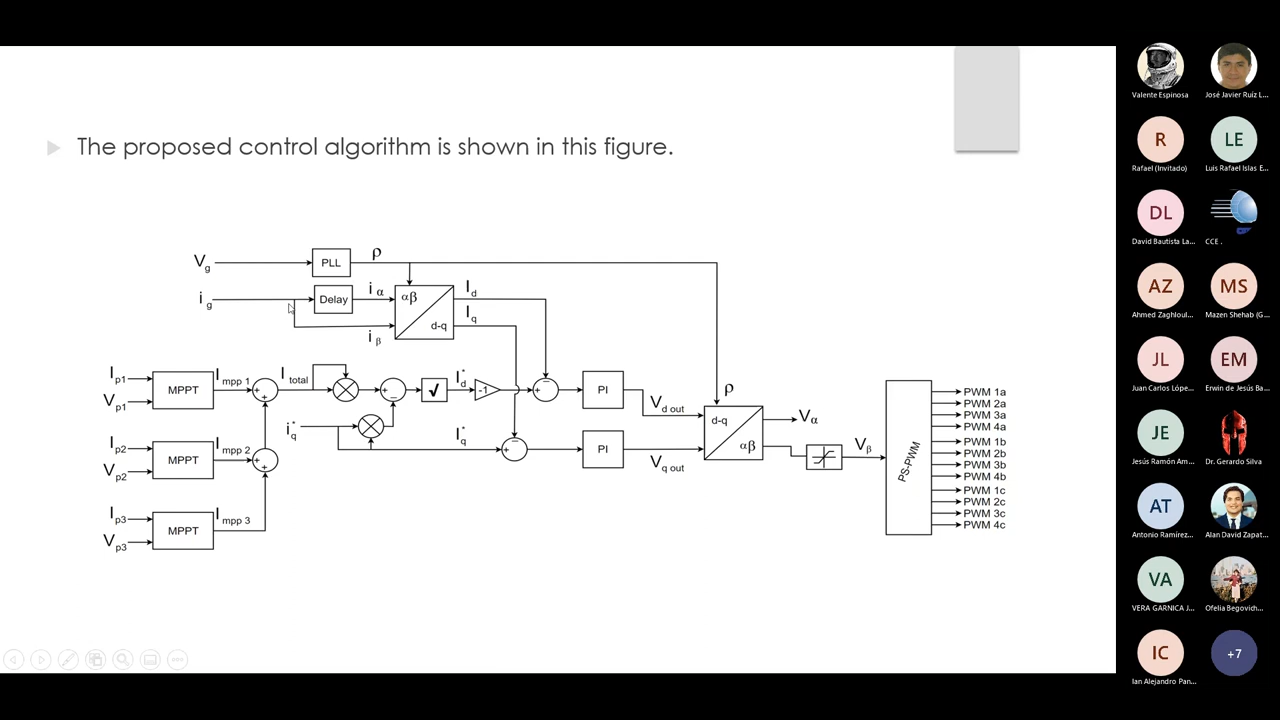 The proposed control algorithm is shown in this figure.
Vg
PLL
ρ
ig
Delay
iα
iβ
αβ
d-q
Id
Iq
Ip1
Vp1
MPPT
Impp 1
Itotal
√
Id*
-1
PI
Vd out
ρ
d-q
αβ
Vα
Vβ
iq*
Iq*
PI
Vq out
Ip2
Vp2
MPPT
Impp 2
Ip3
Vp3
MPPT
Impp 3
PS-PWM
PWM 1a
PWM 2a
PWM 3a
PWM 4a
PWM 1b
PWM 2b
PWM 3b
PWM 4b
PWM 1c
PWM 2c
PWM 3c
PWM 4c
Valente Espinosa
José Javier Ruíz L...
R
LE
Rafael (Invitado)
Luis Rafael Islas E...
DL
David Bautista La...
CCE .
AZ
MS
Ahmed Zaghloul...
Mazen Shehab (G...
JL
EM
Juan Carlos Lópe...
Erwin de Jesús Ba...
JE
Jesús Ramón Am...
Dr. Gerardo Silva
AT
Antonio Ramírez...
Alan David Zapat...
VA
VERA GARNICA J...
Ofelia Begovich...
IC
+7
Ian Alejandro Pan...